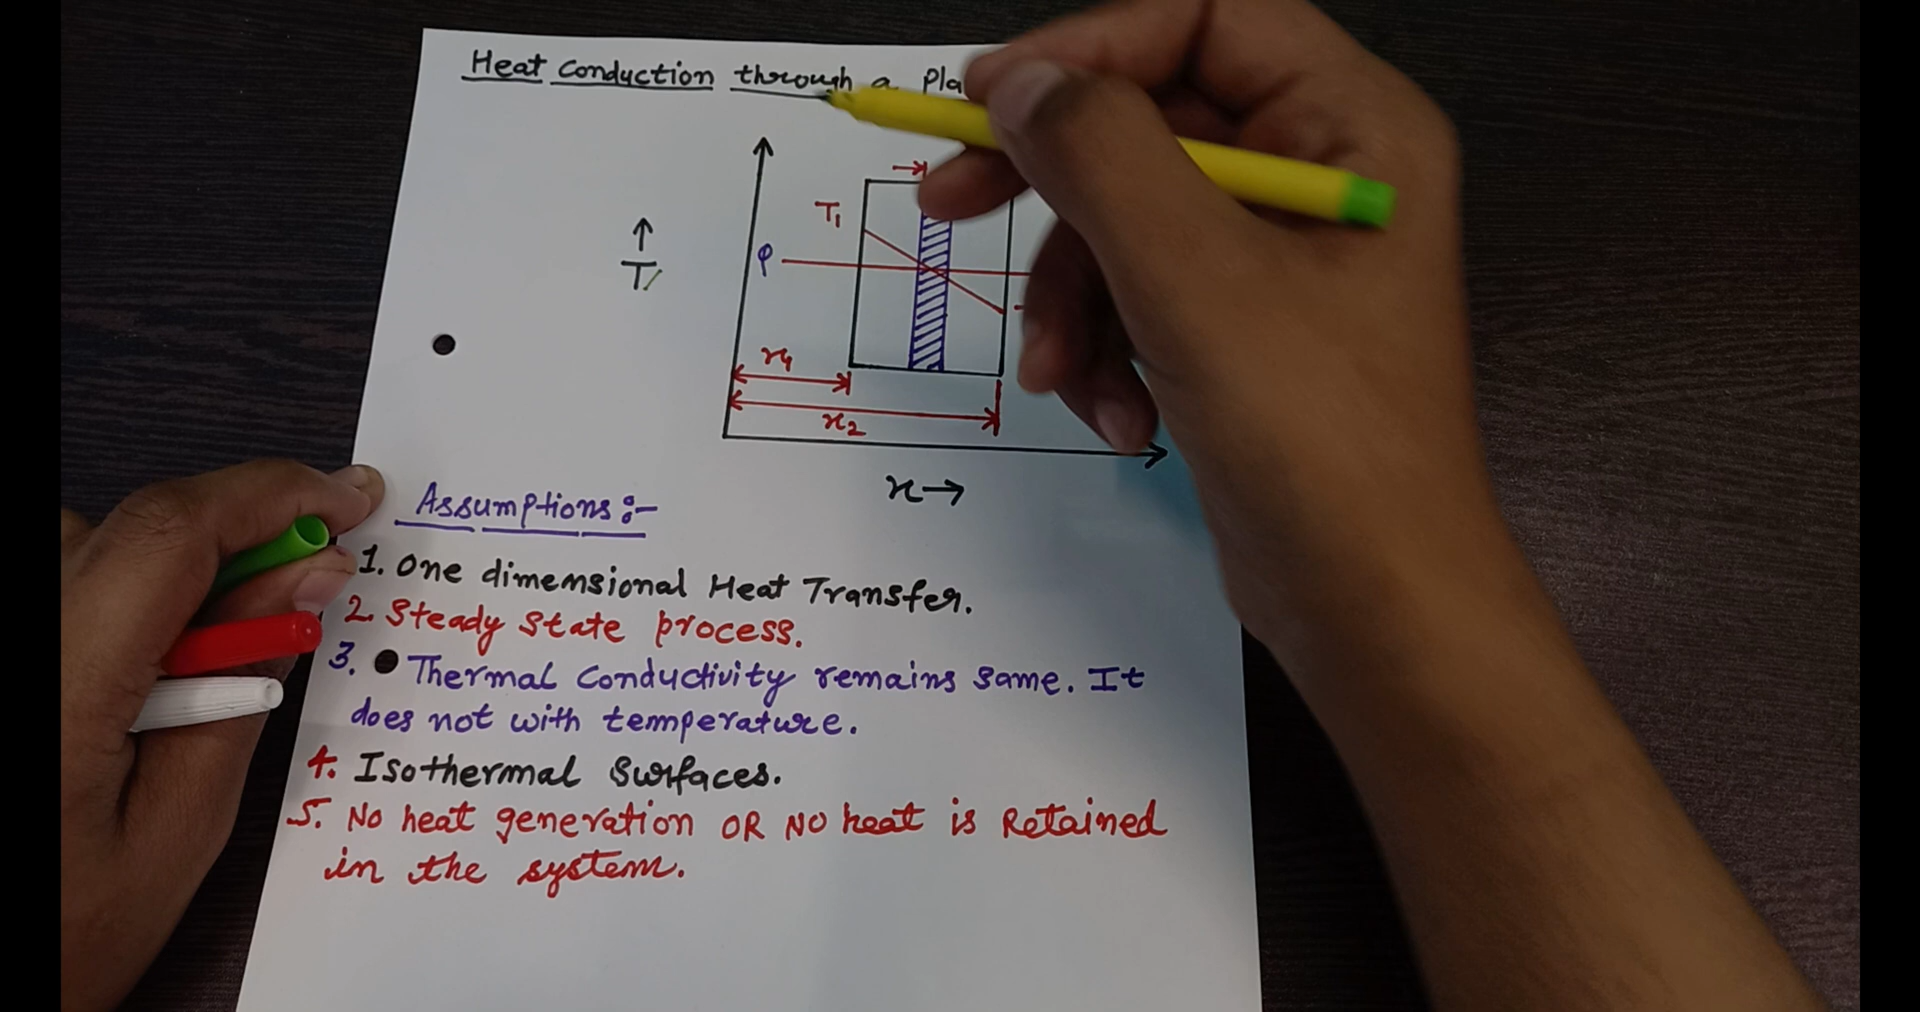 Heat Conduction through a Pla
T1
Q
T
x1
x2
x→
Assumptions :-
1. One dimensional Heat Transfer.
2. Steady State process.
3. Thermal Conductivity remains same. It
does not with temperature.
4. Isothermal Surfaces.
5. No heat generation OR No heat is Retained
in the system.